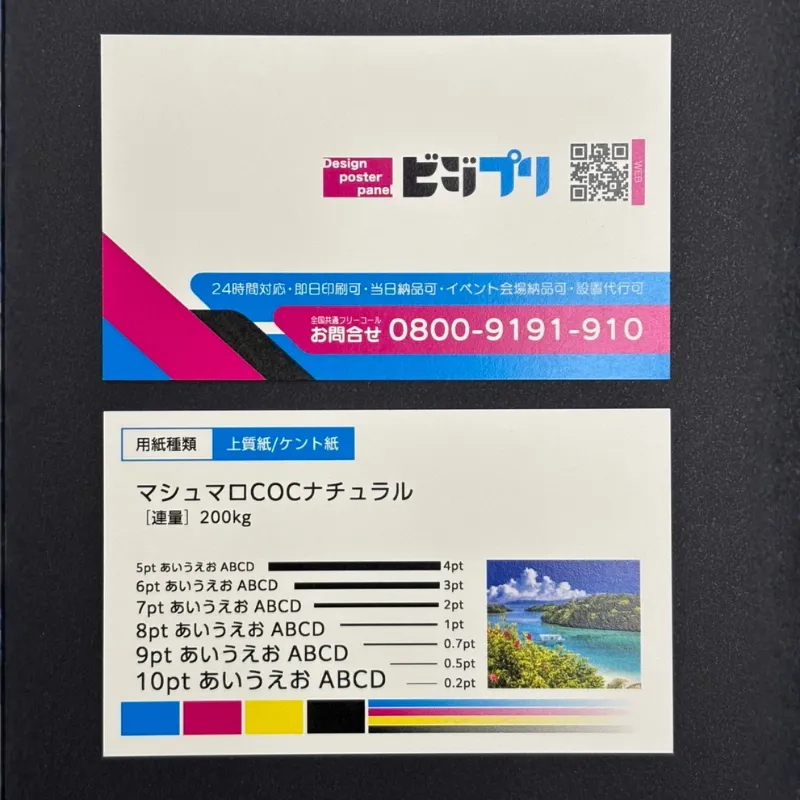 Design
poster
panel
ビジプリ
WEB
24時間対応・即日印刷可・当日納品可・イベント会場納品可・設置代行可
全国共通フリーコール
お問合せ 0800-9191-910
用紙種類 上質紙/ケント紙
マシュマロCOCナチュラル
［連量］200kg
5pt あいうえお ABCD 4pt
6pt あいうえお ABCD 3pt
7pt あいうえお ABCD 2pt
8pt あいうえお ABCD 1pt
9pt あいうえお ABCD 0.7pt
0.5pt
10pt あいうえお ABCD 0.2pt